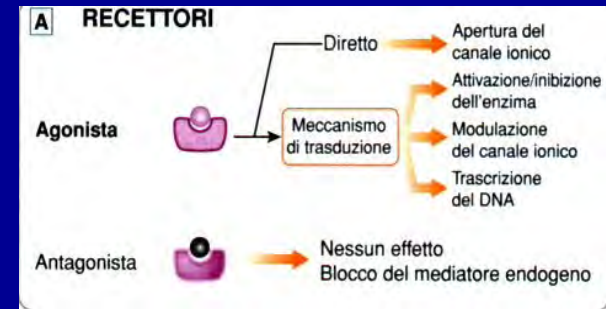 A RECETTORI
Diretto
Apertura del
canale ionico
Attivazione/inibizione
dell'enzima
Agonista
Meccanismo
di trasduzione
Modulazione
del canale ionico
Trascrizione
del DNA
Antagonista
Nessun effetto
Blocco del mediatore endogeno